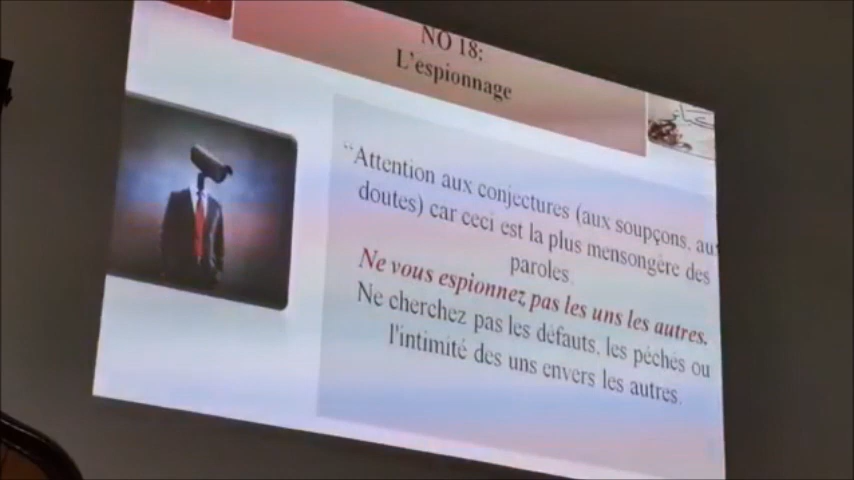 NO 18:
L'espionnage
“Attention aux conjectures (aux soupçons, aux
doutes) car ceci est la plus mensongère des
paroles.
Ne vous espionnez pas les uns les autres.
Ne cherchez pas les défauts, les péchés ou
l'intimité des uns envers les autres.